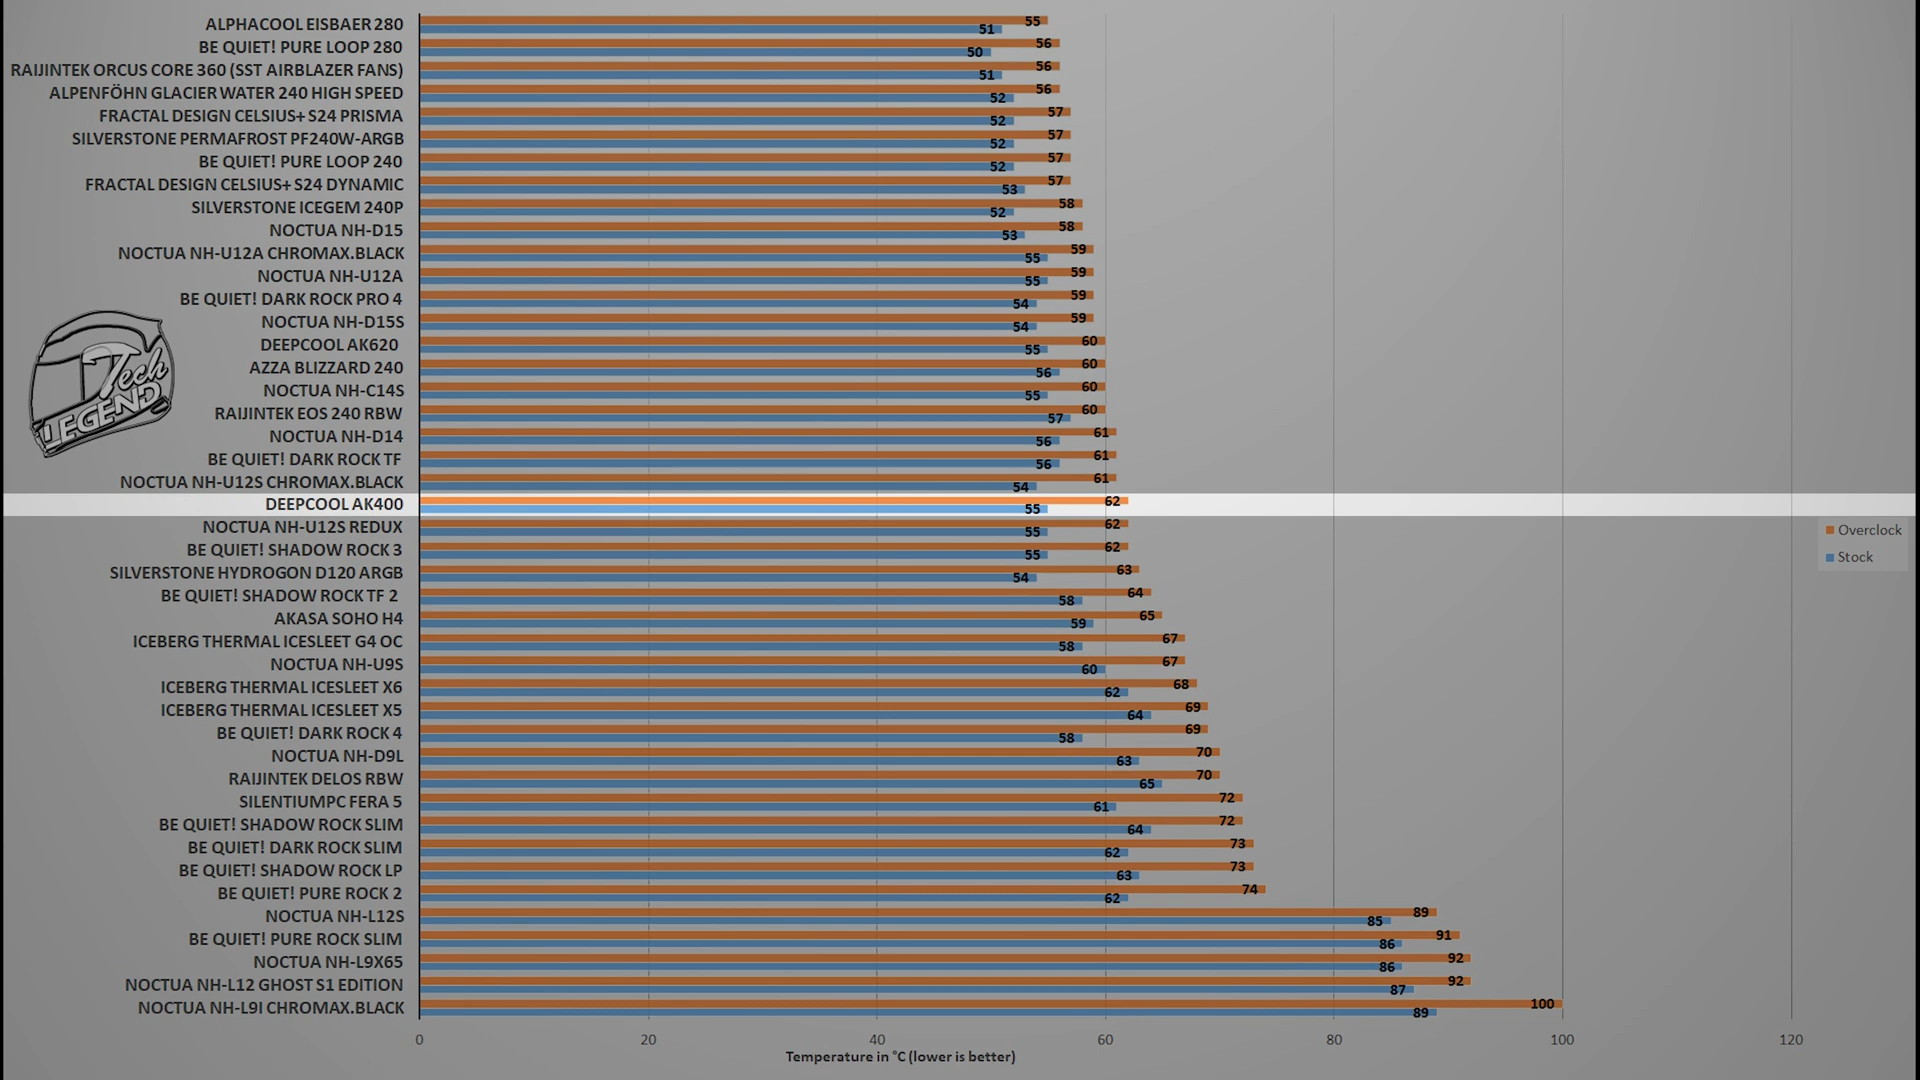 ALPHACOOL EISBAER 280 55 51
BE QUIET! PURE LOOP 280 56 50
RAIJINTEK ORCUS CORE 360 (SST AIRBLAZER FANS) 56 51
ALPENFÖHN GLACIER WATER 240 HIGH SPEED 56 52
FRACTAL DESIGN CELSIUS+ S24 PRISMA 57 52
SILVERSTONE PERMAFROST PF240W-ARGB 57 52
BE QUIET! PURE LOOP 240 57 52
FRACTAL DESIGN CELSIUS+ S24 DYNAMIC 57 53
SILVERSTONE ICEGEM 240P 58 52
NOCTUA NH-D15 58 53
NOCTUA NH-U12A CHROMAX.BLACK 59 55
NOCTUA NH-U12A 59 55
BE QUIET! DARK ROCK PRO 4 59 54
NOCTUA NH-D15S 59 54
DEEPCOOL AK620 60 55
AZZA BLIZZARD 240 60 56
NOCTUA NH-C14S 60 55
RAIJINTEK EOS 240 RBW 60 57
NOCTUA NH-D14 61 56
BE QUIET! DARK ROCK TF 61 56
NOCTUA NH-U12S CHROMAX.BLACK 61 54
DEEPCOOL AK400 62 55
NOCTUA NH-U12S REDUX 62 55
BE QUIET! SHADOW ROCK 3 62 55
SILVERSTONE HYDROGON D120 ARGB 63 54
BE QUIET! SHADOW ROCK TF 2 64 58
AKASA SOHO H4 65 59
ICEBERG THERMAL ICESLEET G4 OC 67 58
NOCTUA NH-U9S 67 60
ICEBERG THERMAL ICESLEET X6 68 62
ICEBERG THERMAL ICESLEET X5 69 64
BE QUIET! DARK ROCK 4 69 58
NOCTUA NH-D9L 70 63
RAIJINTEK DELOS RBW 70 65
SILENTIUMPC FERA 5 72 61
BE QUIET! SHADOW ROCK SLIM 72 64
BE QUIET! DARK ROCK SLIM 73 62
BE QUIET! SHADOW ROCK LP 73 63
BE QUIET! PURE ROCK 2 74 62
NOCTUA NH-L12S 89 85
BE QUIET! PURE ROCK SLIM 91 86
NOCTUA NH-L9X65 92 86
NOCTUA NH-L12 GHOST S1 EDITION 92 87
NOCTUA NH-L9I CHROMAX.BLACK 100 89
0 20 40 60 80 100 120
Temperature in °C (lower is better)
Overclock
Stock
Tech
LEGEND